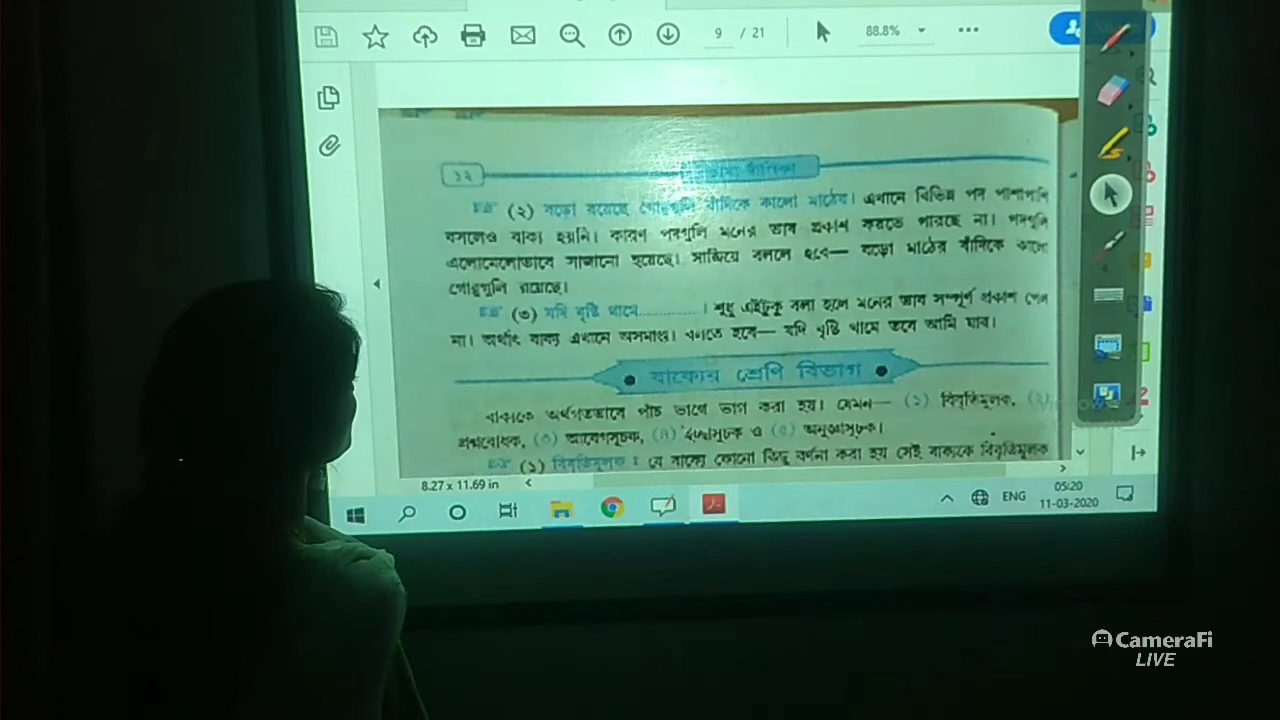 9 / 21
88.8%
১২
(২) বড়ো রয়েছে গোরুগুলি বাঁদিকে কালো মাঠের। এখানে বিভিন্ন পদ পাশাপাশি
বসলেও বাক্য হয়নি। কারণ পদগুলি মনের ভাব প্রকাশ করতে পারছে না। পদগুলি
এলোমেলোভাবে সাজানো হয়েছে। সাজিয়ে বললে হবে— বড়ো মাঠের বাঁদিকে কালো
গোরুগুলি রয়েছে।
(৩) যদি বৃষ্টি থামে............। শুধু এইটুকু বলা হলে মনের ভাব সম্পূর্ণ প্রকাশ পেল
না। অর্থাৎ বাক্য এখানে অসমাপ্ত। বলতে হবে— যদি বৃষ্টি থামে তবে আমি যাব।
বাক্যের শ্রেণি বিভাগ
বাক্যকে অর্থগতভাবে পাঁচ ভাগে ভাগ করা হয়। যেমন— (১) বিবৃতিমূলক, (২)
প্রশ্নবোধক, (৩) আবেগসূচক, (৪) ইচ্ছাসূচক ও (৫) অনুজ্ঞাসূচক।
(১) বিবৃতিমূলক : যে বাক্যে কোনো কিছু বর্ণনা করা হয় সেই বাক্যকে বিবৃতিমূলক
8.27 x 11.69 in
ENG
05:20
11-03-2020
CameraFi
LIVE